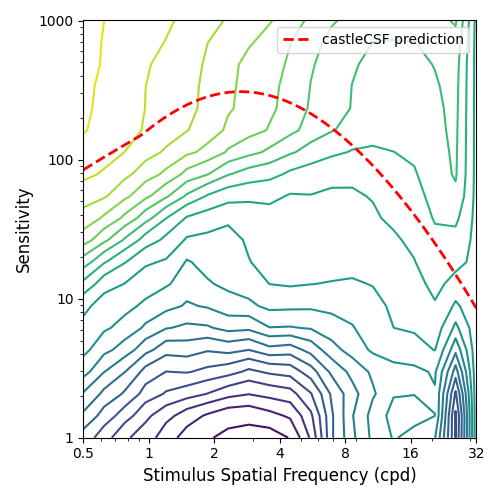 1000
castleCSF prediction
100
Sensitivity
10
1
0.5 1 2 4 8 16 32
Stimulus Spatial Frequency (cpd)